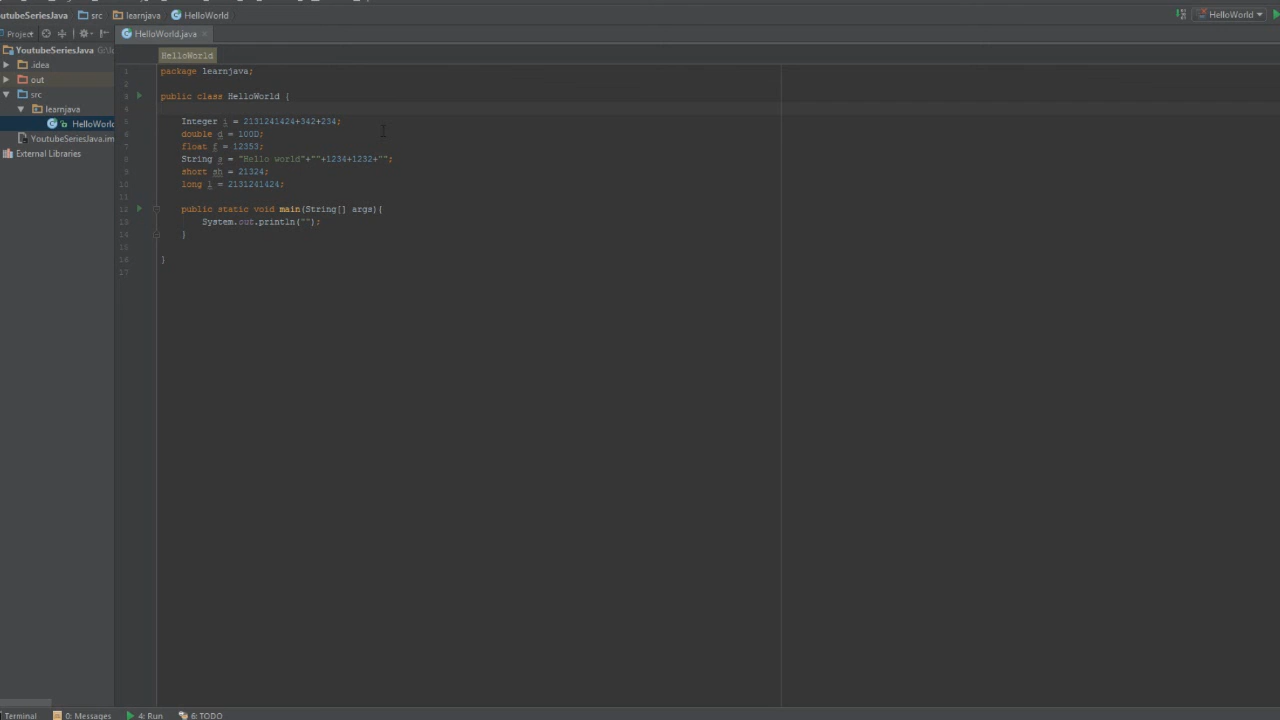 utubeSeriesJava src learnjava HelloWorld HelloWorld
Project HelloWorld.java
YoutubeSeriesJava
HelloWorld
.idea
out
src
learnjava
HelloWorld
YoutubeSeriesJava.im
External Libraries
1 package learnjava;
2
3 public class HelloWorld {
4
5 Integer i = 2131241424+342+234;
6 double d = 100D;
7 float f = 12353;
8 String s = "Hello world"+""+1234+1232+"";
9 short sh = 21324;
10 long l = 2131241424;
11
12 public static void main(String[] args){
13 System.out.println("");
14 }
15
16 }
17
Terminal 0: Messages 4: Run 6: TODO